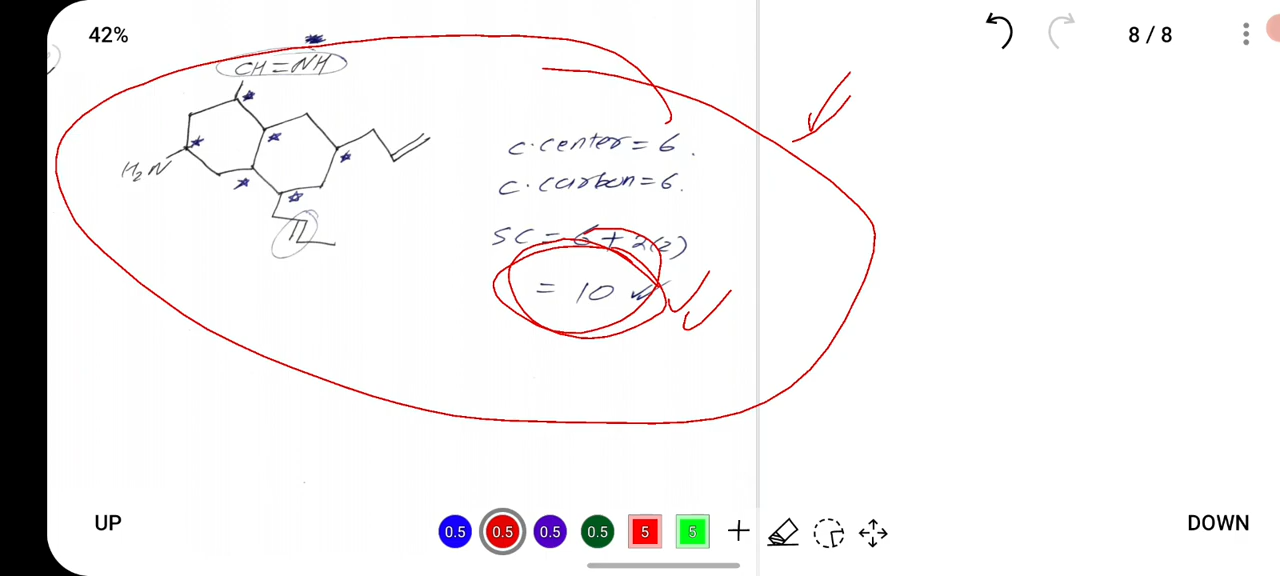 42%
8 / 8
CH=NH
H₂N
c.center = 6.
c.carbon = 6.
SC = 6 + 2(2)
= 10
UP
0.5
0.5
0.5
0.5
5
5
DOWN